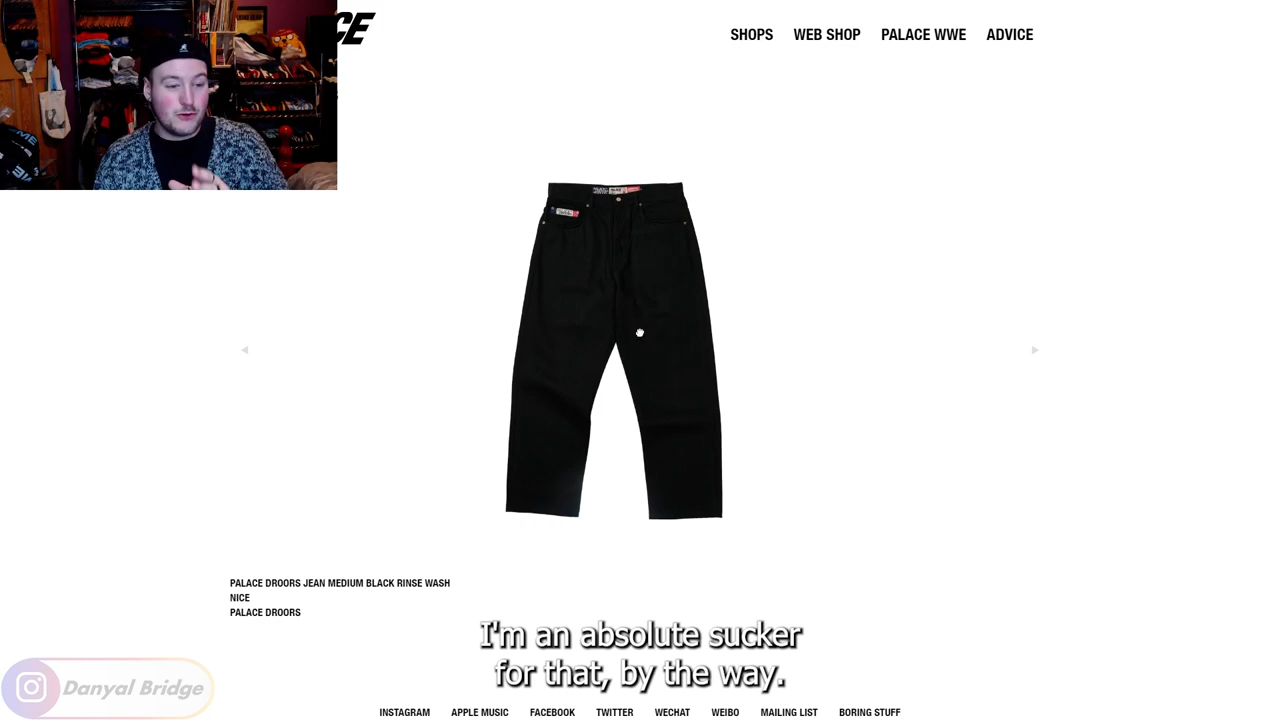 CE
SHOPS WEB SHOP PALACE WWE ADVICE
PALACE DROORS JEAN MEDIUM BLACK RINSE WASH
NICE
PALACE DROORS
I'm an absolute sucker
for that, by the way.
Danyal Bridge
INSTAGRAM APPLE MUSIC FACEBOOK TWITTER WECHAT WEIBO MAILING LIST BORING STUFF